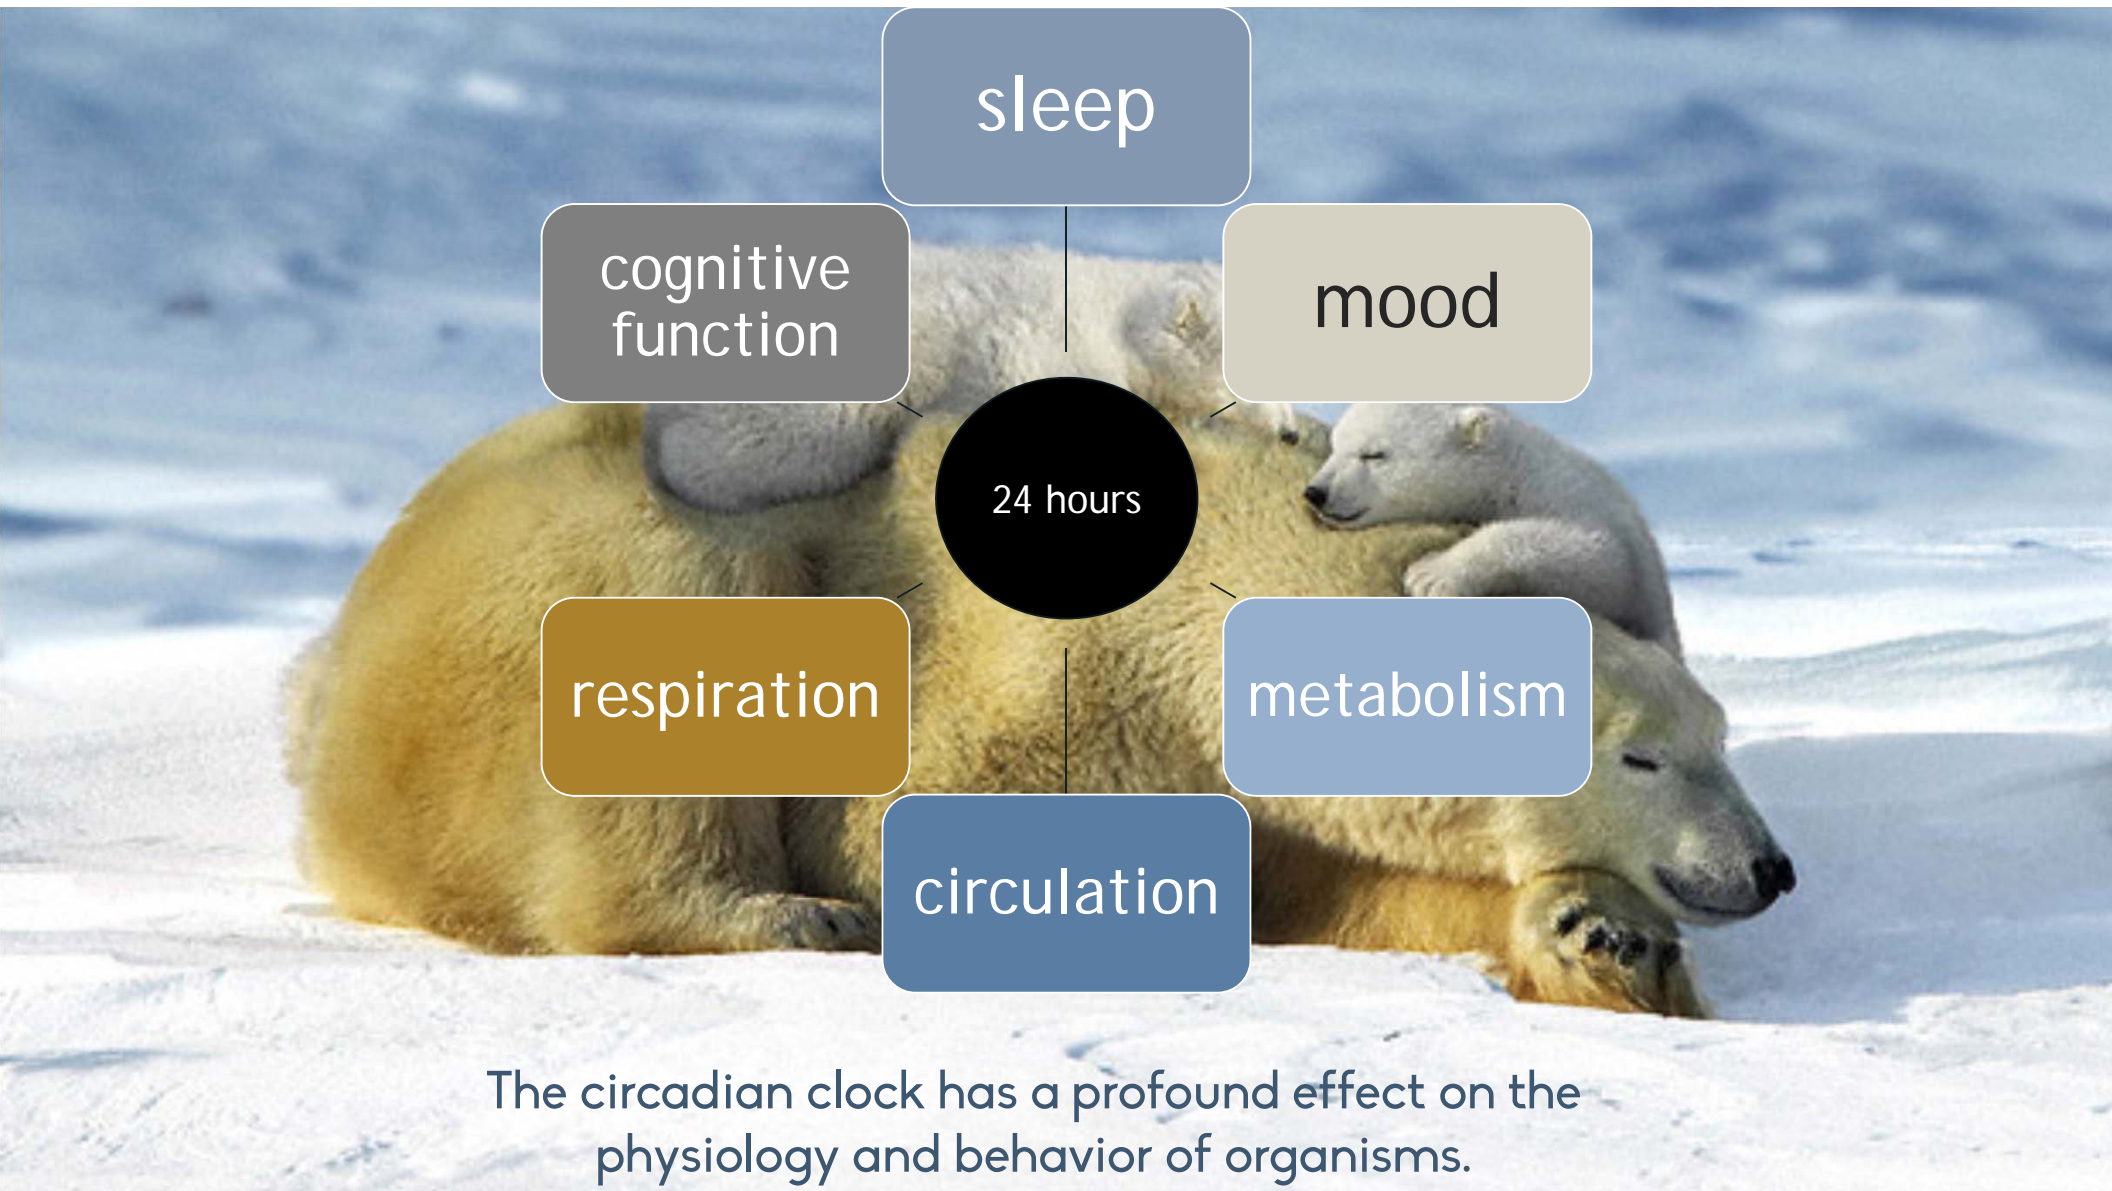 sleep
cognitive
function
mood
24 hours
respiration
metabolism
circulation
The circadian clock has a profound effect on the
physiology and behavior of organisms.